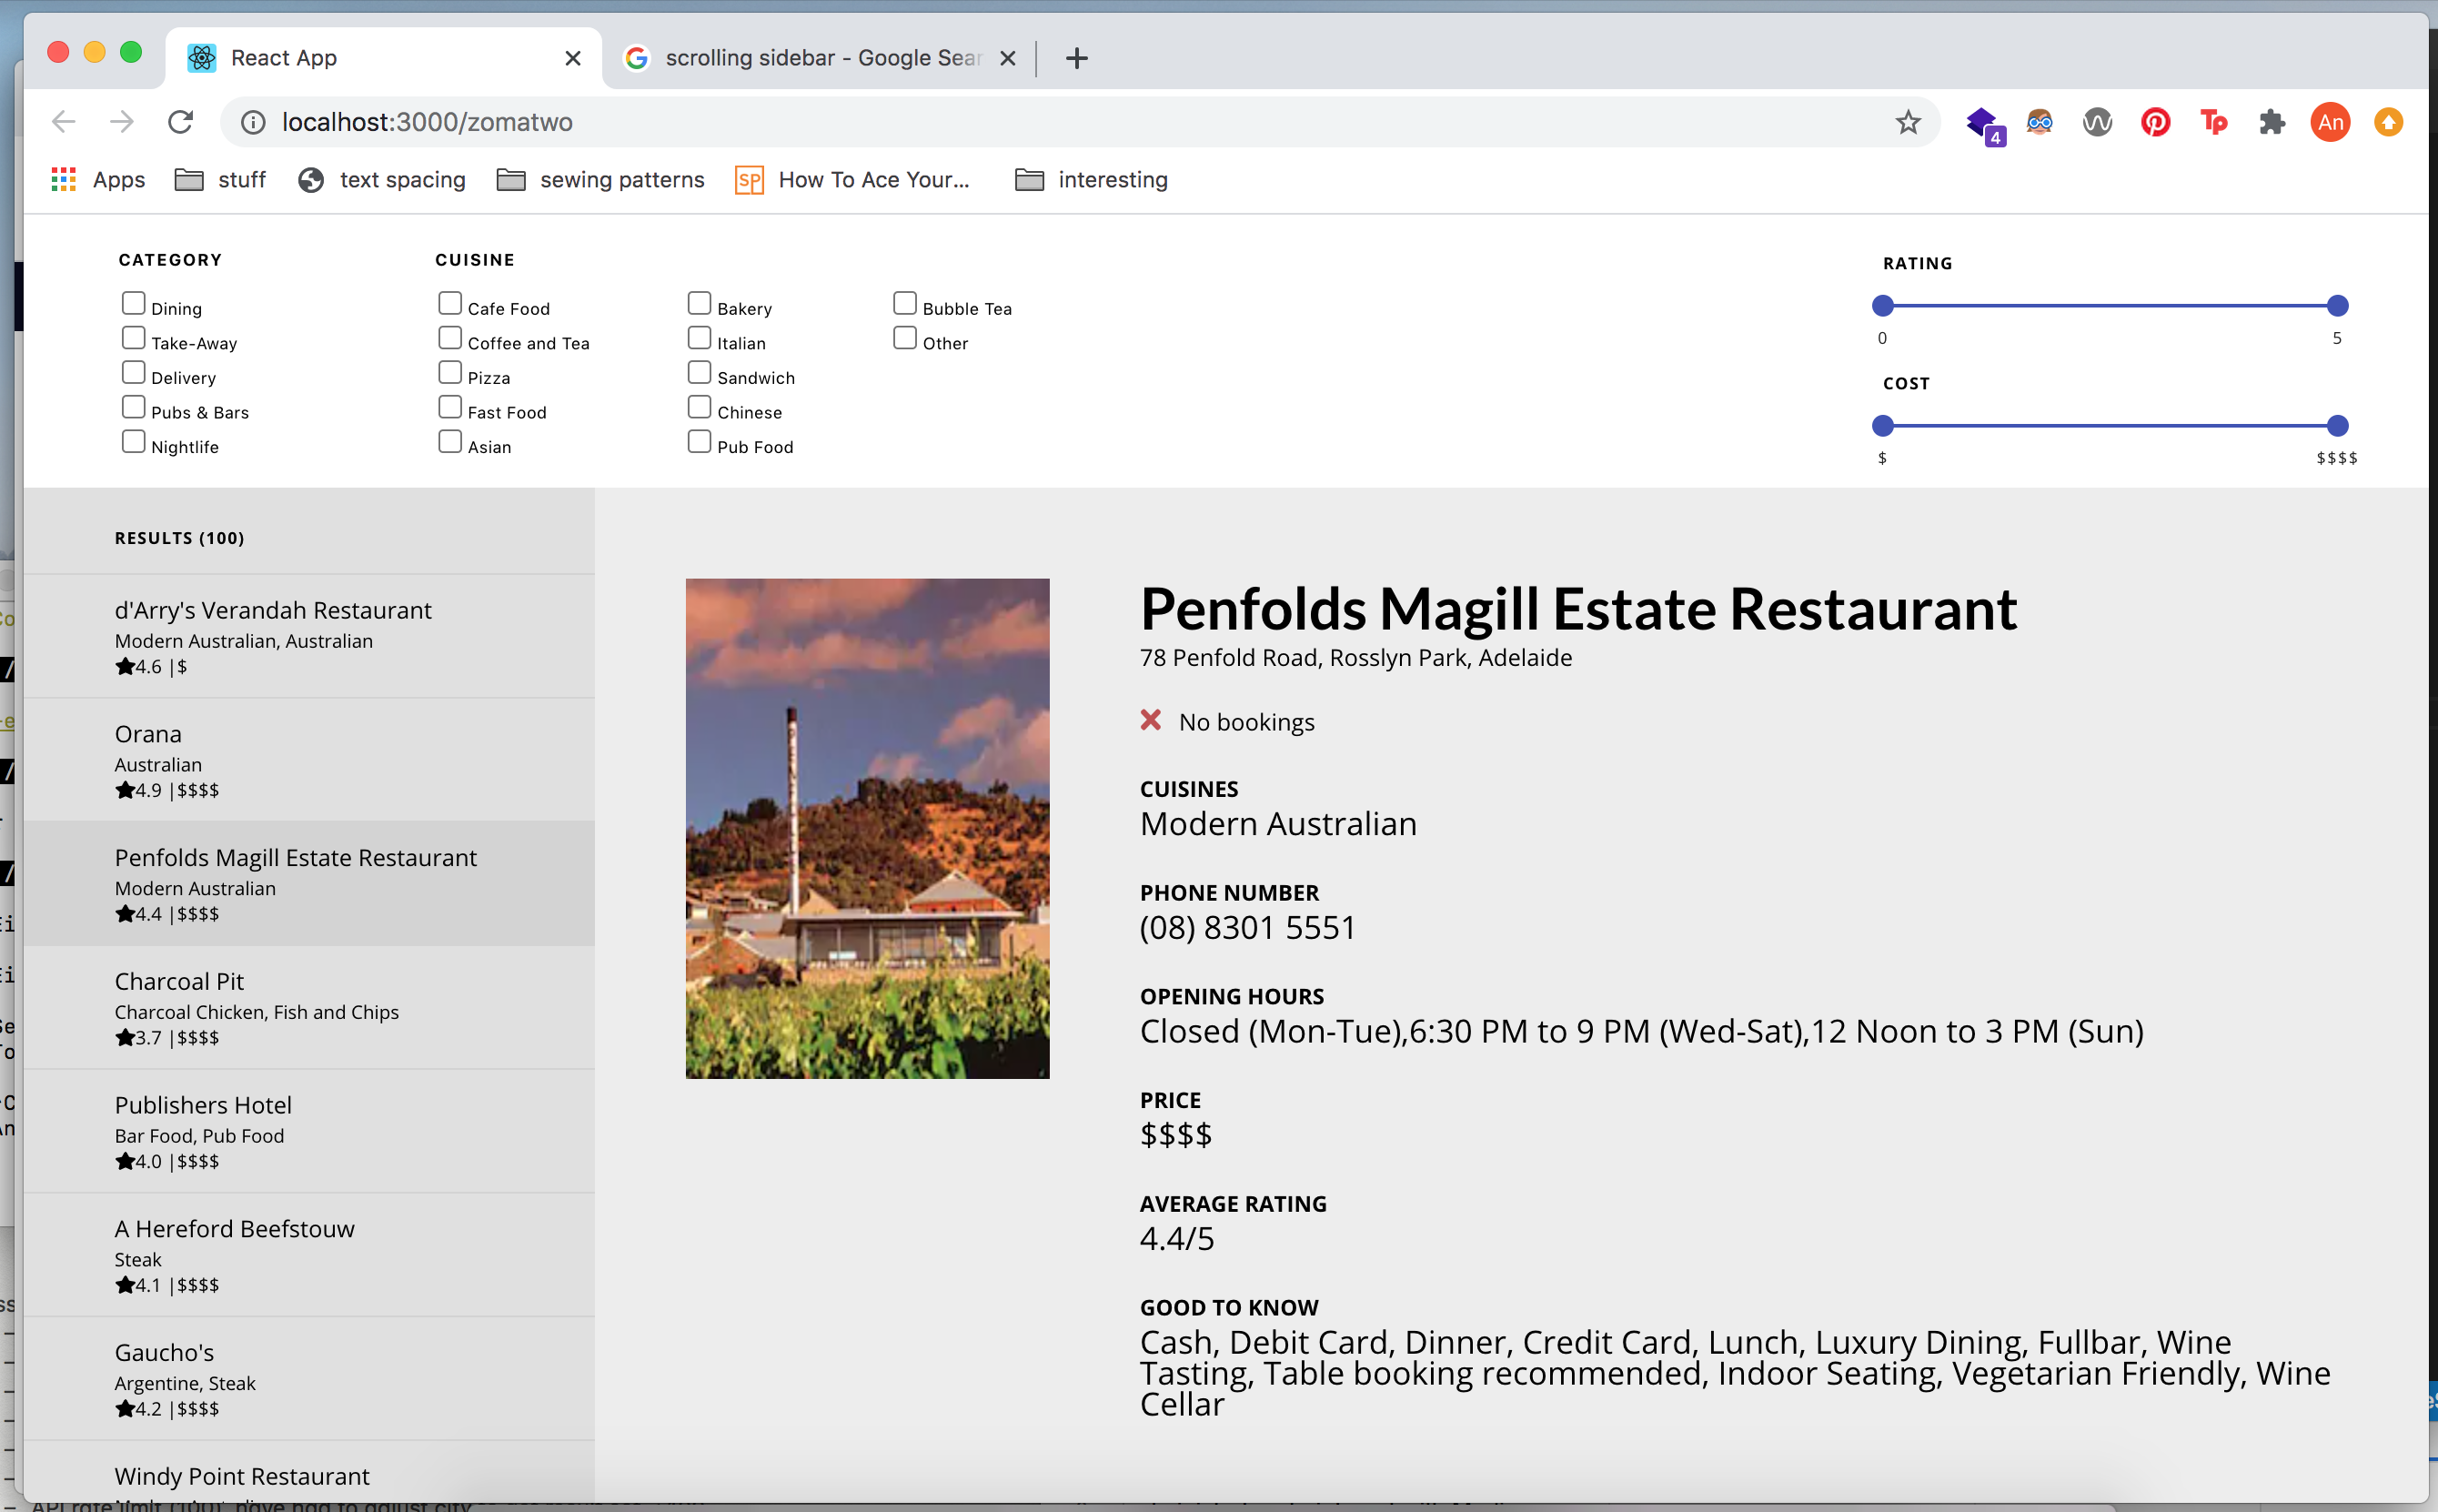 React App
scrolling sidebar - Google Sear
localhost:3000/zomatwo
4
An
Apps
stuff
text spacing
sewing patterns
SP
How To Ace Your...
interesting
CATEGORY
Dining
Take-Away
Delivery
Pubs & Bars
Nightlife
CUISINE
Cafe Food
Coffee and Tea
Pizza
Fast Food
Asian
Bakery
Italian
Sandwich
Chinese
Pub Food
Bubble Tea
Other
RATING
0
5
COST
$
$$$$
RESULTS (100)
d'Arry's Verandah Restaurant
Modern Australian, Australian
★4.6 |$
Orana
Australian
★4.9 |$$$$
Penfolds Magill Estate Restaurant
Modern Australian
★4.4 |$$$$
Charcoal Pit
Charcoal Chicken, Fish and Chips
★3.7 |$$$$
Publishers Hotel
Bar Food, Pub Food
★4.0 |$$$$
A Hereford Beefstouw
Steak
★4.1 |$$$$
Gaucho's
Argentine, Steak
★4.2 |$$$$
Windy Point Restaurant
Penfolds Magill Estate Restaurant
78 Penfold Road, Rosslyn Park, Adelaide
No bookings
CUISINES
Modern Australian
PHONE NUMBER
(08) 8301 5551
OPENING HOURS
Closed (Mon-Tue),6:30 PM to 9 PM (Wed-Sat),12 Noon to 3 PM (Sun)
PRICE
$$$$
AVERAGE RATING
4.4/5
GOOD TO KNOW
Cash, Debit Card, Dinner, Credit Card, Lunch, Luxury Dining, Fullbar, Wine
Tasting, Table booking recommended, Indoor Seating, Vegetarian Friendly, Wine
Cellar